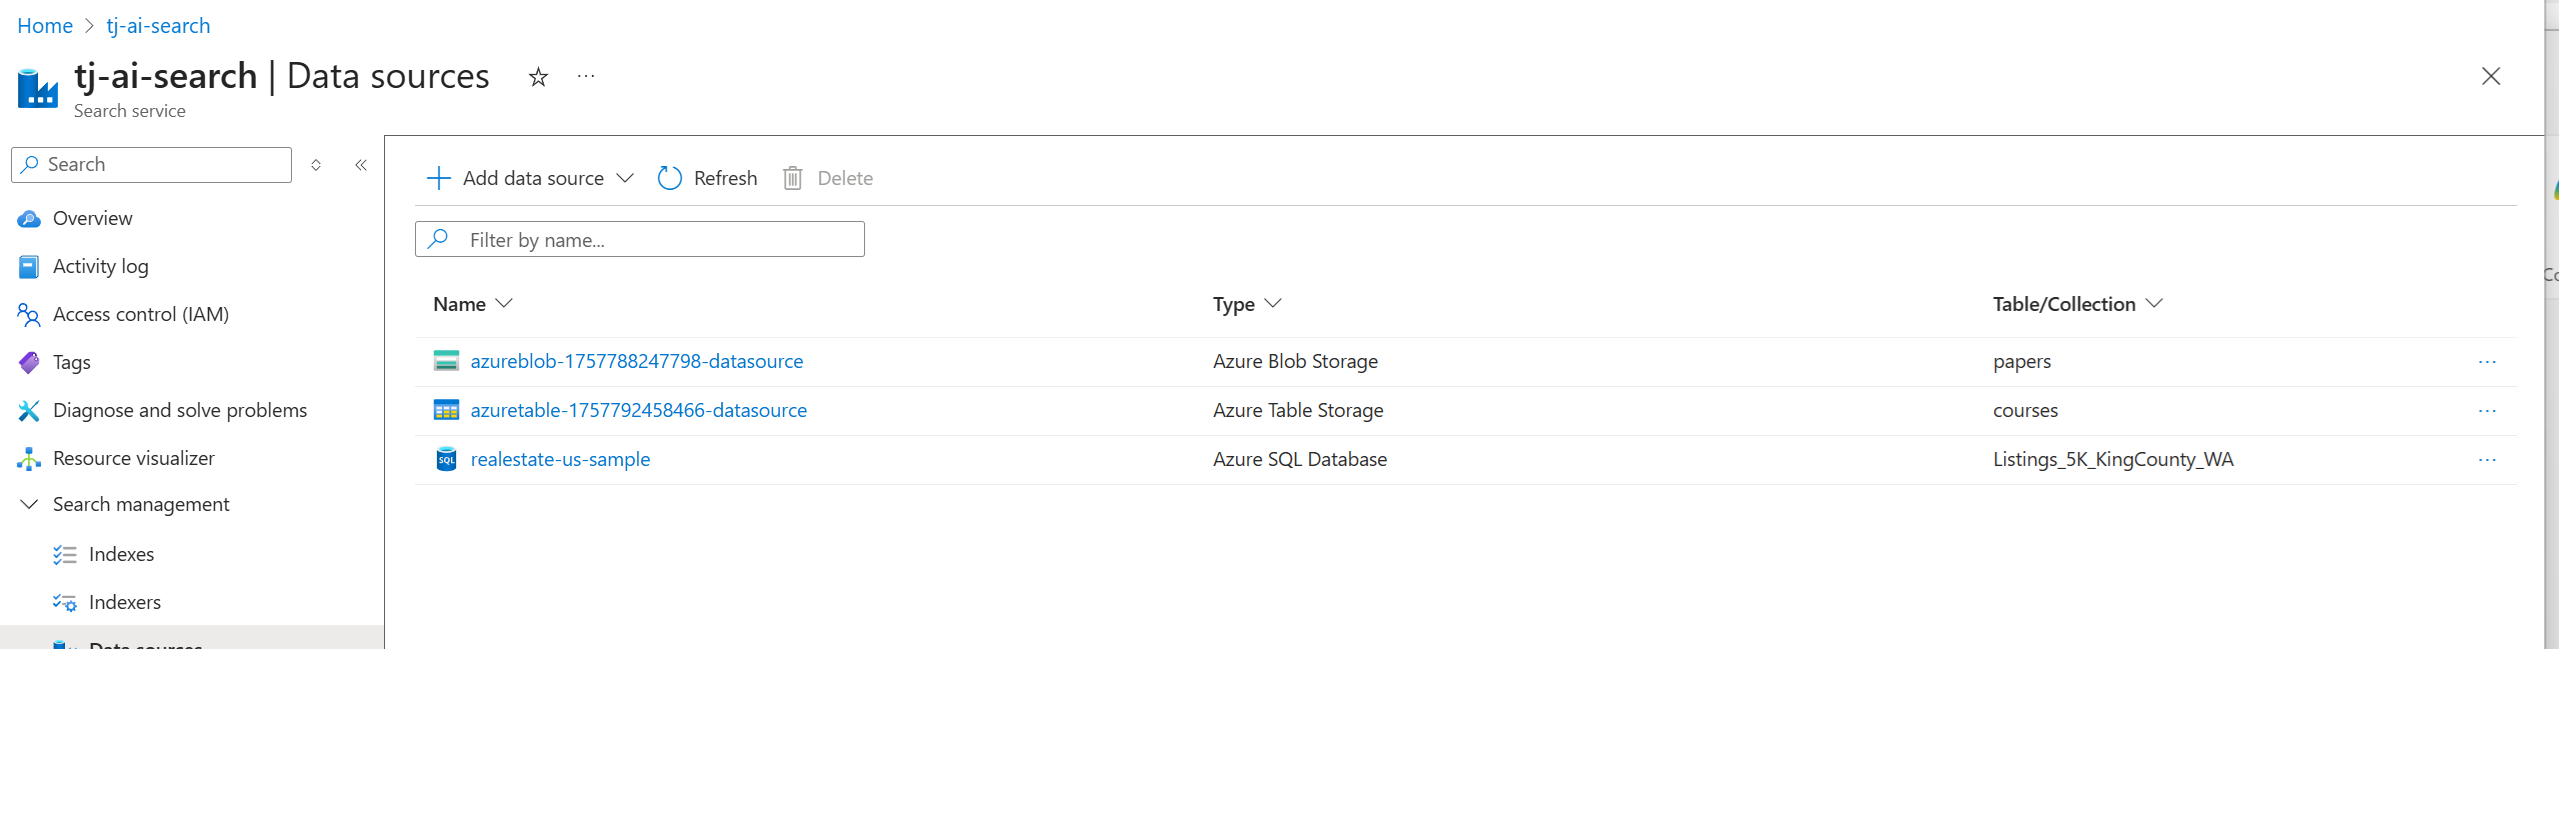 Home > tj-ai-search
tj-ai-search | Data sources
Search service
Search
Overview
Activity log
Access control (IAM)
Tags
Diagnose and solve problems
Resource visualizer
Search management
Indexes
Indexers
Data sources
Add data source
Refresh
Delete
Filter by name...
Name Type Table/Collection
azureblob-1757788247798-datasource Azure Blob Storage papers
azuretable-1757792458466-datasource Azure Table Storage courses
SQL realestate-us-sample Azure SQL Database Listings_5K_KingCounty_WA